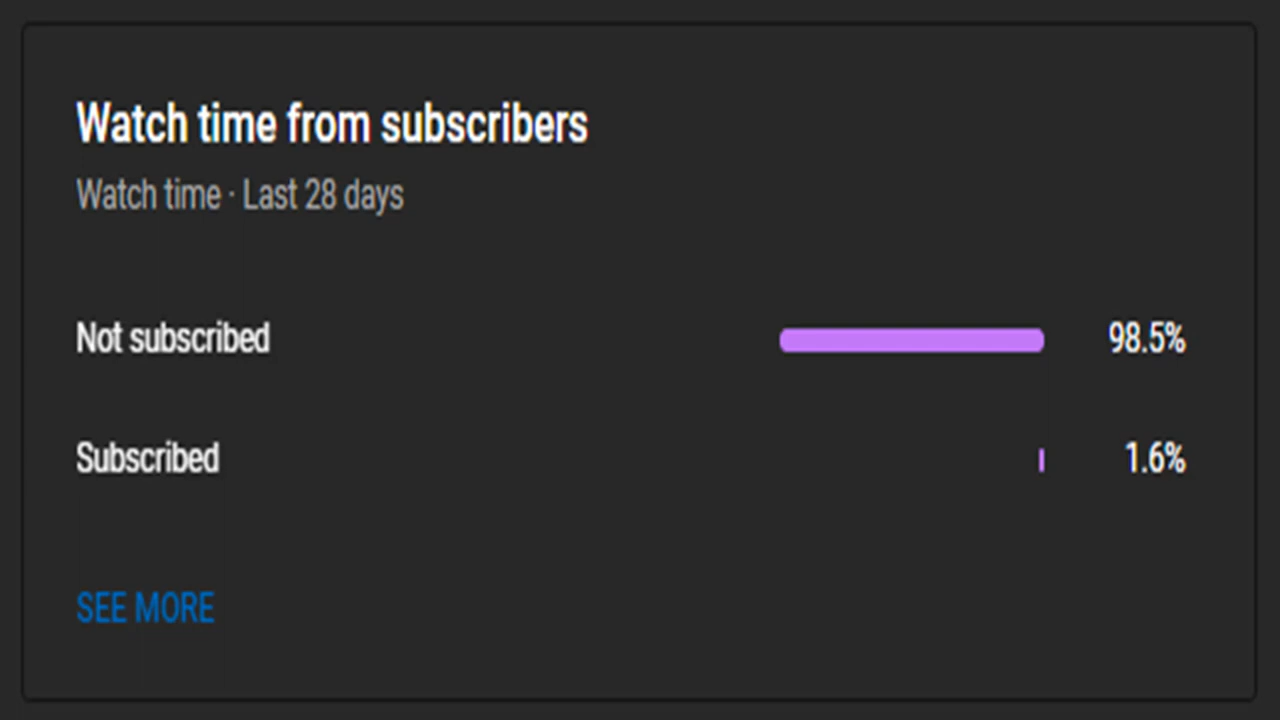 Watch time from subscribers
Watch time · Last 28 days
Not subscribed 98.5%
Subscribed 1.6%
SEE MORE